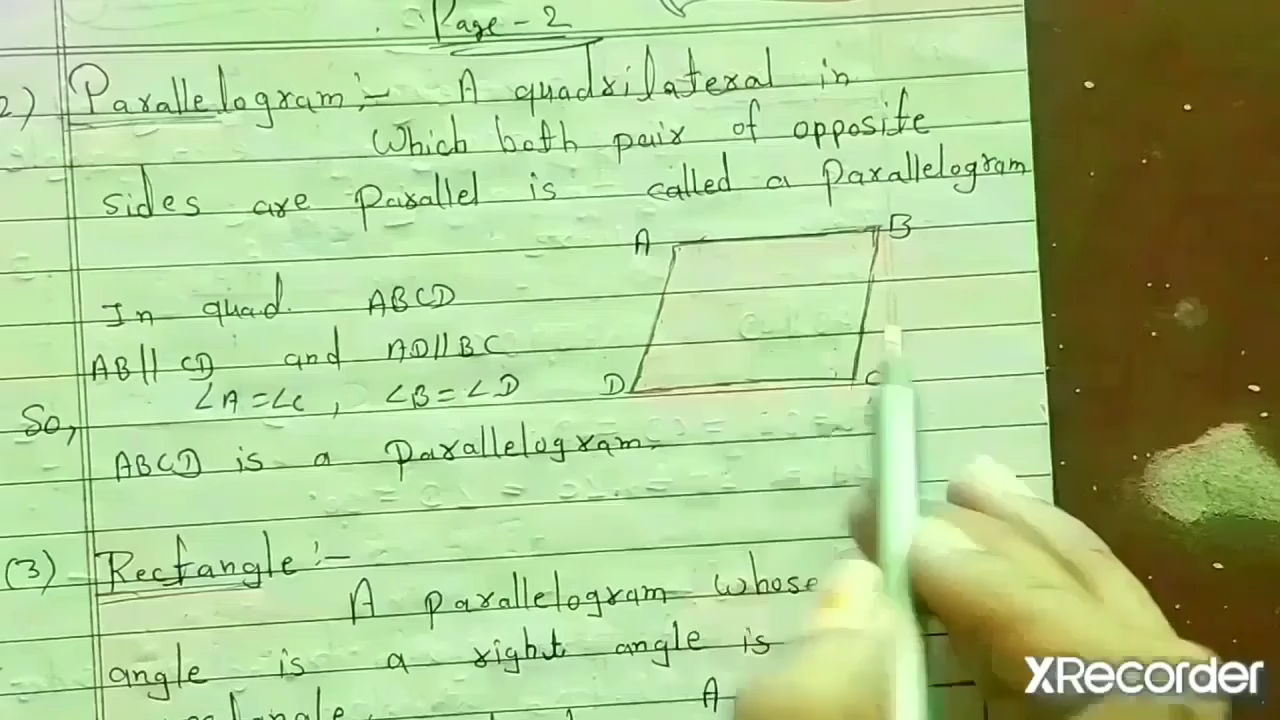 Page - 2
2) Parallelogram :- A quadrilateral in
which both pair of opposite
sides are parallel is called a parallelogram
A B
In quad. ABCD
AB || CD and AD || BC
D C
∠A = ∠C , ∠B = ∠D
So,
ABCD is a parallelogram.
(3) Rectangle :-
A parallelogram whose
angle is a right angle is
A
XRecorder